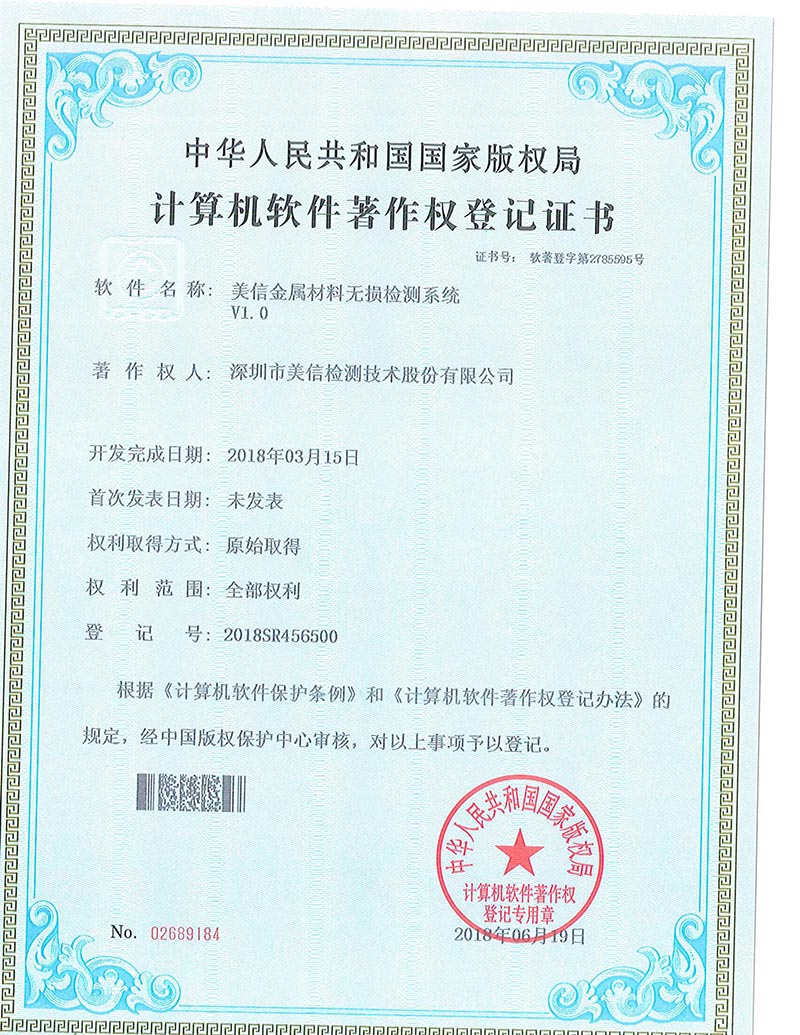 中华人民共和国国家版权局
计算机软件著作权登记证书
证书号： 软著登字第2785595号
软件名称： 美信金属材料无损检测系统
V1.0
著作权人： 深圳市美信检测技术股份有限公司
开发完成日期： 2018年03月15日
首次发表日期： 未发表
权利取得方式： 原始取得
权利范围： 全部权利
登记号： 2018SR456500
根据《计算机软件保护条例》和《计算机软件著作权登记办法》的
规定，经中国版权保护中心审核，对以上事项予以登记。
中华人民共和国国家版权局
计算机软件著作权
登记专用章
No. 02689184
2018年06月19日